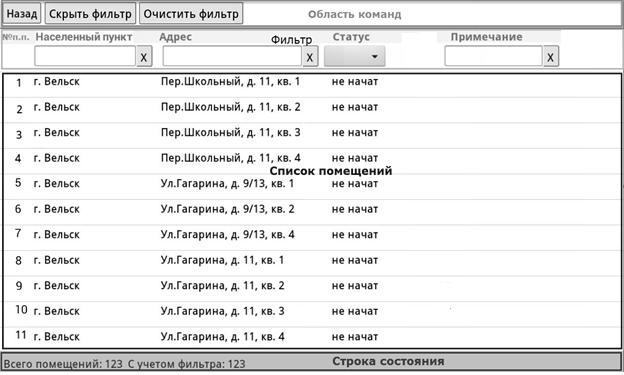 Назад Скрыть фильтр Очистить фильтр Область команд
№п.п. Населенный пункт Адрес Фильтр Статус Примечание
X X X
1 г. Вельск Пер.Школьный, д. 11, кв. 1 не начат
2 г. Вельск Пер.Школьный, д. 11, кв. 2 не начат
3 г. Вельск Пер.Школьный, д. 11, кв. 3 не начат
4 г. Вельск Пер.Школьный, д. 11, кв. 4 не начат
Список помещений
5 г. Вельск Ул.Гагарина, д. 9/13, кв. 1 не начат
6 г. Вельск Ул.Гагарина, д. 9/13, кв. 2 не начат
7 г. Вельск Ул.Гагарина, д. 9/13, кв. 4 не начат
8 г. Вельск Ул.Гагарина, д. 11, кв. 1 не начат
9 г. Вельск Ул.Гагарина, д. 11, кв. 2 не начат
10 г. Вельск Ул.Гагарина, д. 11, кв. 3 не начат
11 г. Вельск Ул.Гагарина, д. 11, кв. 4 не начат
Всего помещений: 123 С учетом фильтра: 123 Строка состояния